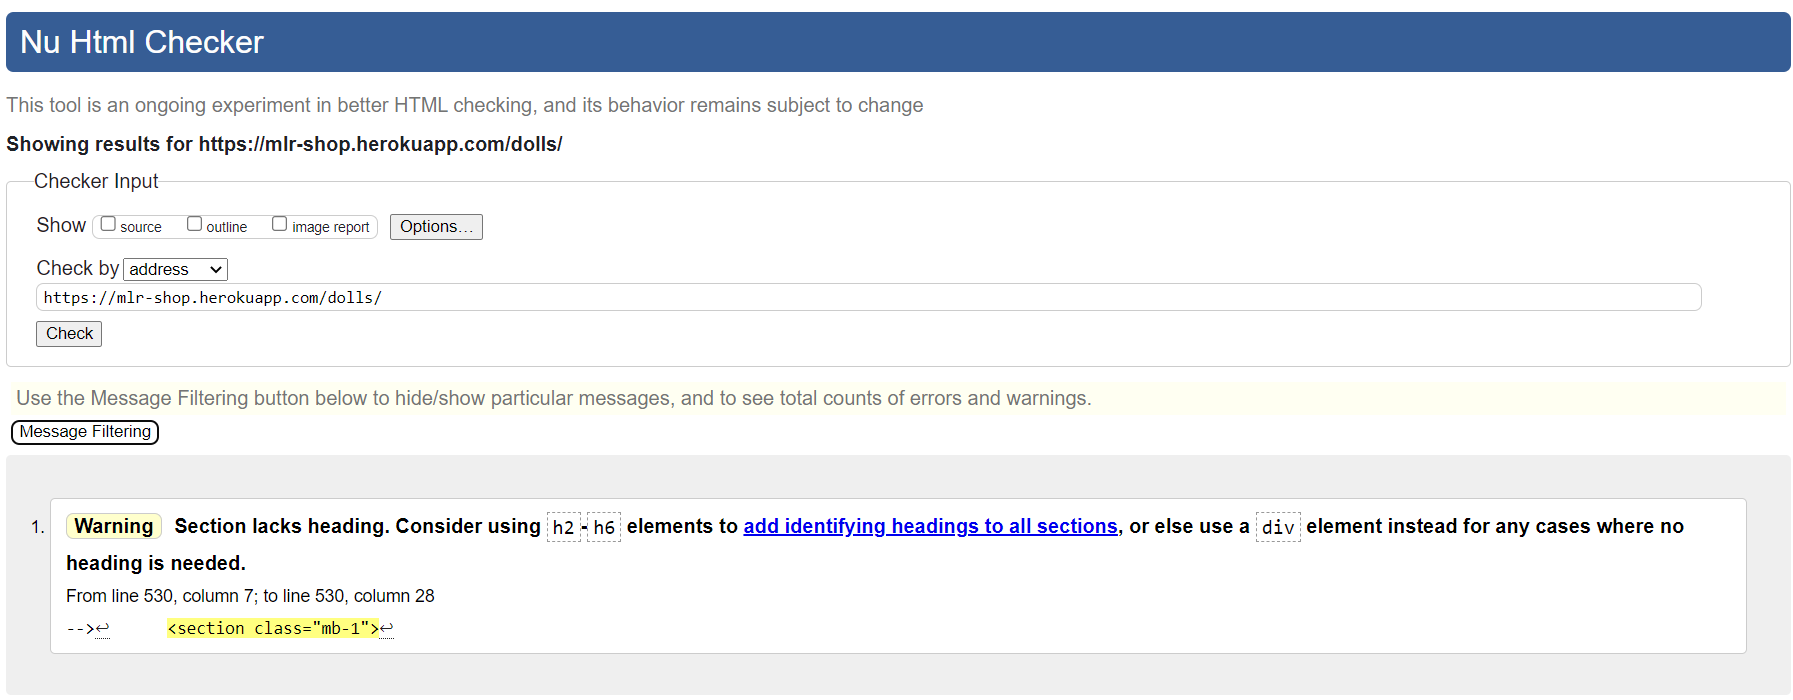 Nu Html Checker
This tool is an ongoing experiment in better HTML checking, and its behavior remains subject to change
Showing results for https://mlr-shop.herokuapp.com/dolls/
Checker Input
Show source outline image report Options...
Check by address
https://mlr-shop.herokuapp.com/dolls/
Check
Use the Message Filtering button below to hide/show particular messages, and to see total counts of errors and warnings.
Message Filtering
1. Warning Section lacks heading. Consider using h2-h6 elements to add identifying headings to all sections, or else use a div element instead for any cases where no
heading is needed.
From line 530, column 7; to line 530, column 28
-->↩ <section class="mb-1">↩